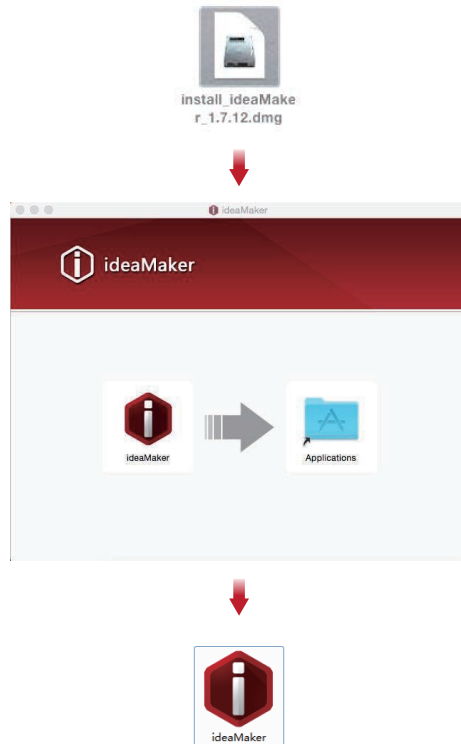 install_ideaMake
r_1.7.12.dmg
ideaMaker
ideaMaker
ideaMaker
Applications
ideaMaker